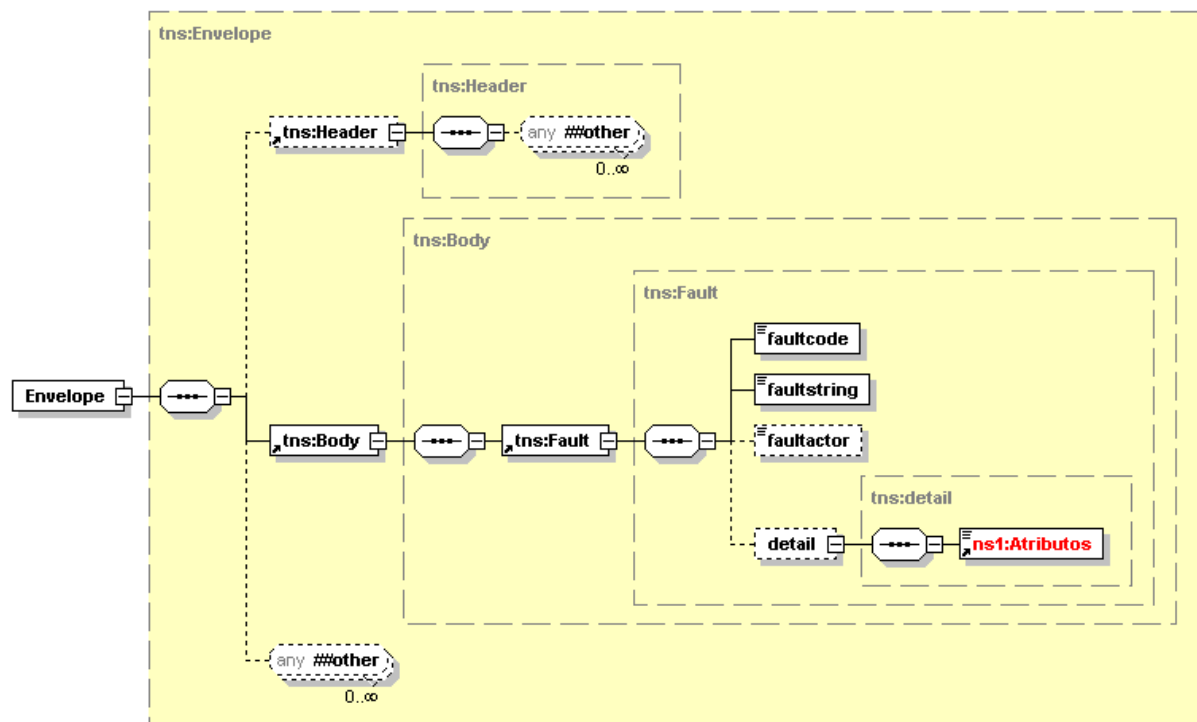 tns:Envelope
tns:Header
tns:Header
any ##other
0..∞
tns:Body
tns:Fault
faultcode
faultstring
Envelope
tns:Body
tns:Fault
faultactor
tns:detail
detail
ns1:Atributos
any ##other
0..∞